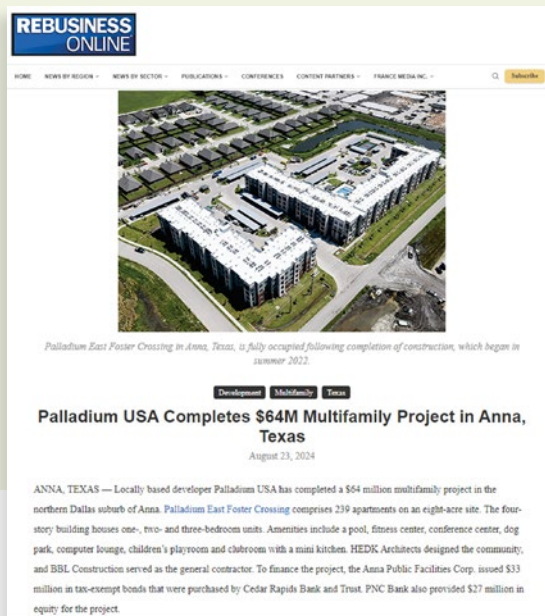 REBUSINESS
ONLINE
HOME NEWS BY REGION NEWS BY SECTOR PUBLICATIONS CONFERENCES CONTENT PARTNERS FRANCE MEDIA INC. Subscribe
Palladium East Foster Crossing in Anna, Texas, is fully occupied following completion of construction, which began in
summer 2022.
Development Multifamily Texas
Palladium USA Completes $64M Multifamily Project in Anna,
Texas
August 23, 2024
ANNA, TEXAS — Locally based developer Palladium USA has completed a $64 million multifamily project in the
northern Dallas suburb of Anna. Palladium East Foster Crossing comprises 239 apartments on an eight-acre site. The four-
story building houses one-, two- and three-bedroom units. Amenities include a pool, fitness center, conference center, dog
park, computer lounge, children's playroom and clubroom with a mini kitchen. HEDK Architects designed the community,
and BBL Construction served as the general contractor. To finance the project, the Anna Public Facilities Corp. issued $33
million in tax-exempt bonds that were purchased by Cedar Rapids Bank and Trust. PNC Bank also provided $27 million in
equity for the project.